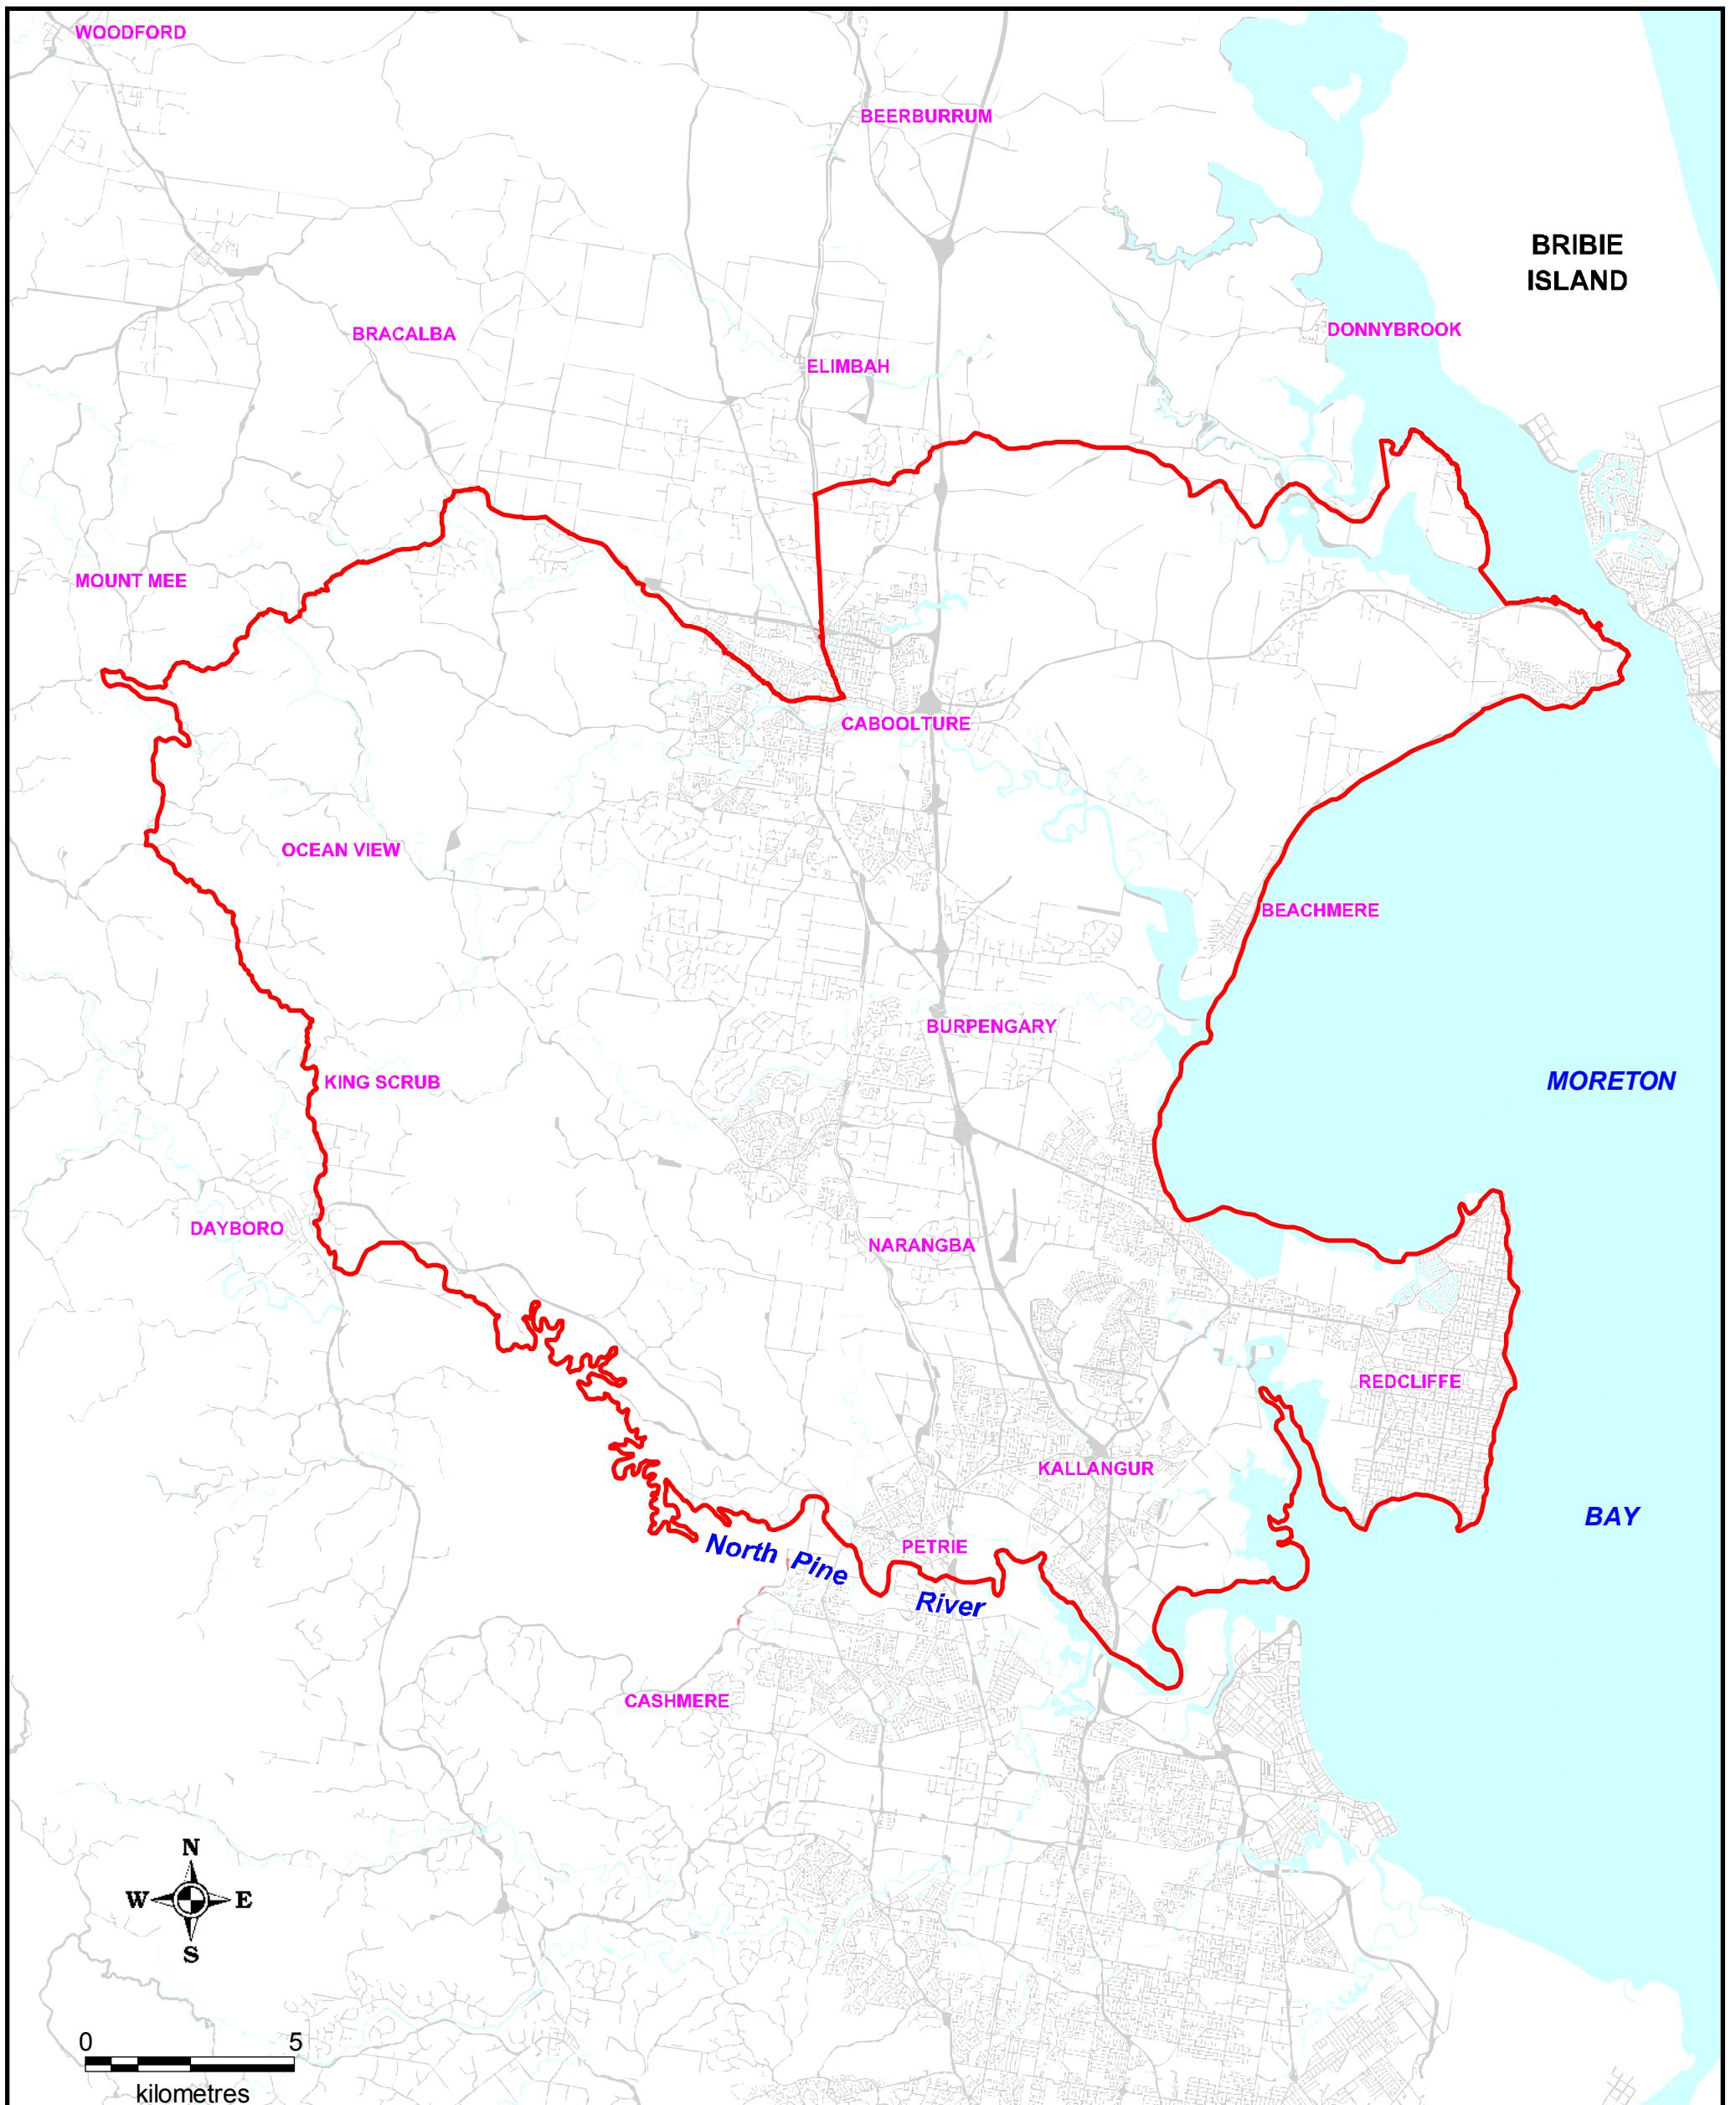 WOODFORD
BEERBURRUM
BRIBIE
ISLAND
DONNYBROOK
BRACALBA
ELIMBAH
MOUNT MEE
CABOOLTURE
OCEAN VIEW
BEACHMERE
BURPENGARY
KING SCRUB
MORETON
DAYBORO
NARANGBA
REDCLIFFE
KALLANGUR
BAY
PETRIE
North Pine
River
CASHMERE
N
W E
S
0 5
kilometres